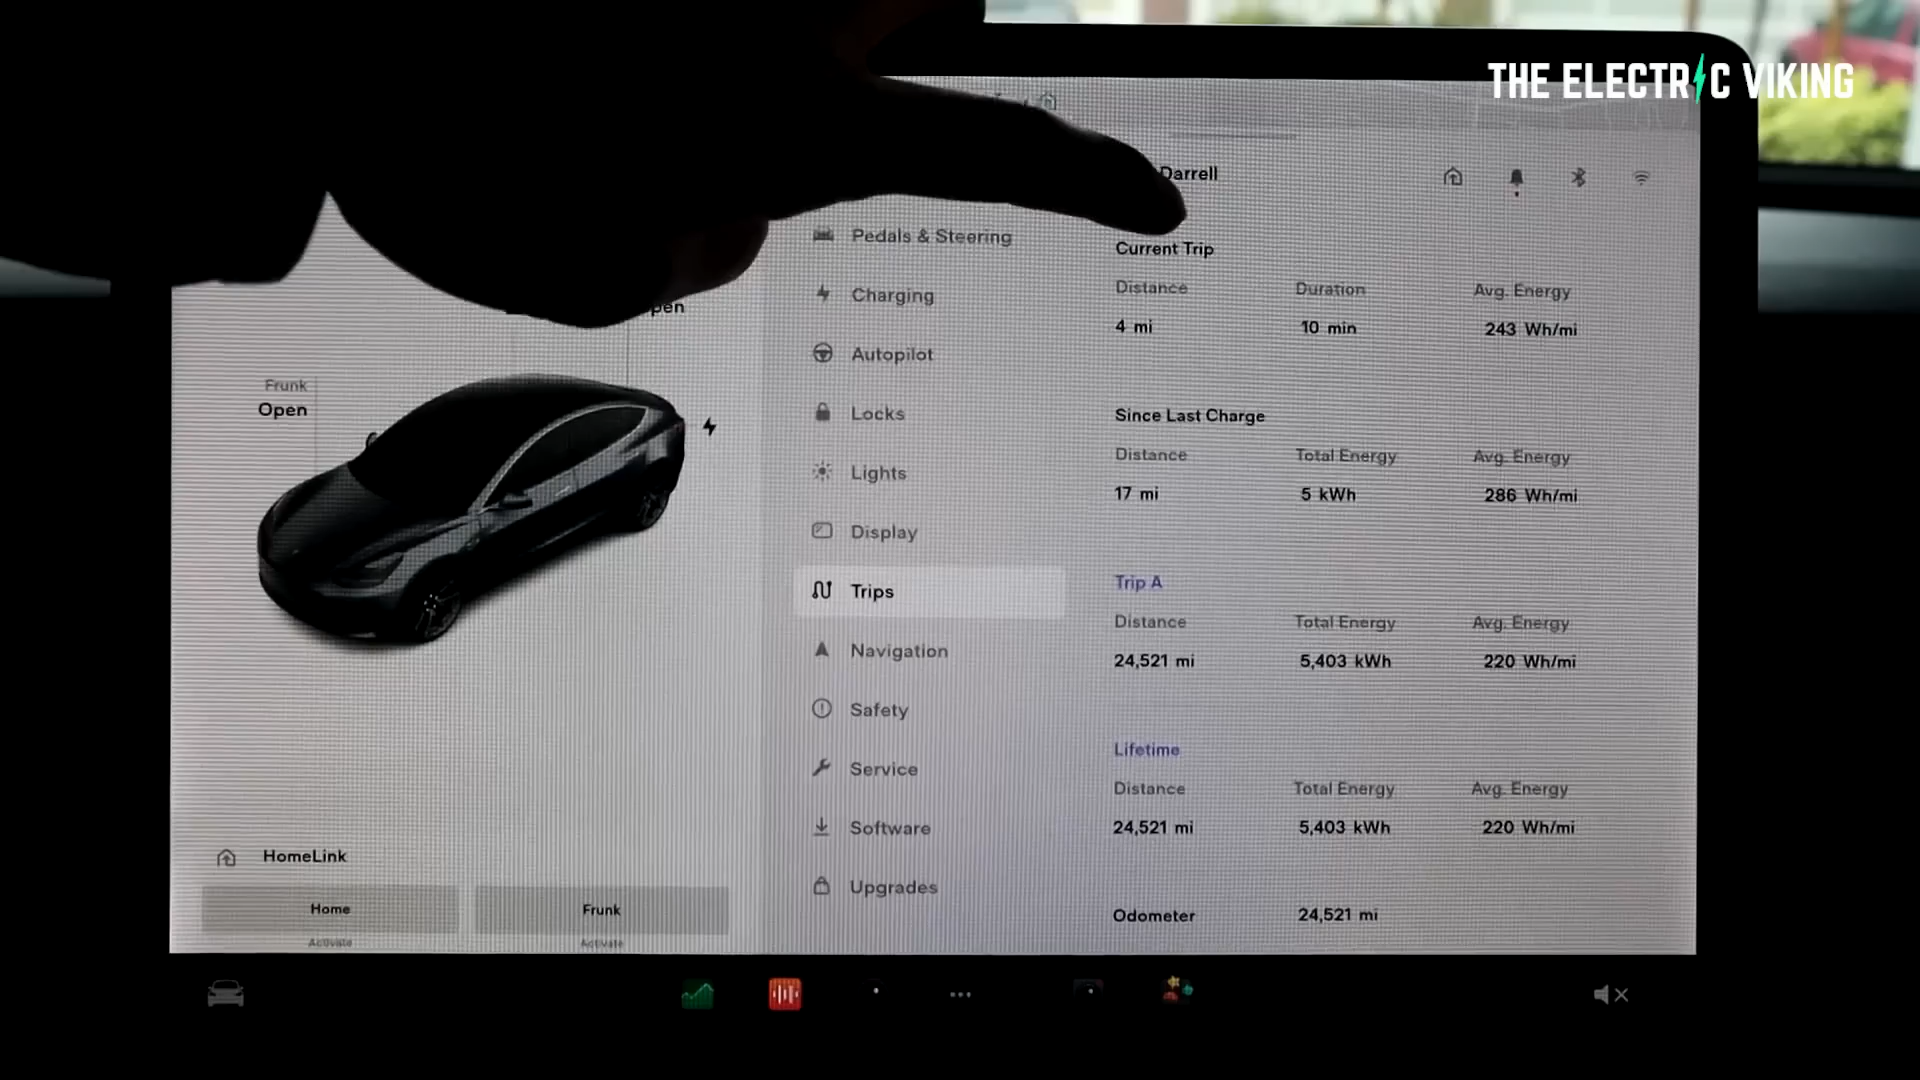 THE ELECTRIC VIKING
Darrell
Pedals & Steering
Charging
Autopilot
Locks
Lights
Display
Trips
Navigation
Safety
Service
Software
Upgrades
Frunk
Open
HomeLink
Home
Activate
Frunk
Activate
Current Trip
Distance Duration Avg. Energy
4 mi 10 min 243 Wh/mi
Since Last Charge
Distance Total Energy Avg. Energy
17 mi 5 kWh 286 Wh/mi
Trip A
Distance Total Energy Avg. Energy
24,521 mi 5,403 kWh 220 Wh/mi
Lifetime
Distance Total Energy Avg. Energy
24,521 mi 5,403 kWh 220 Wh/mi
Odometer 24,521 mi